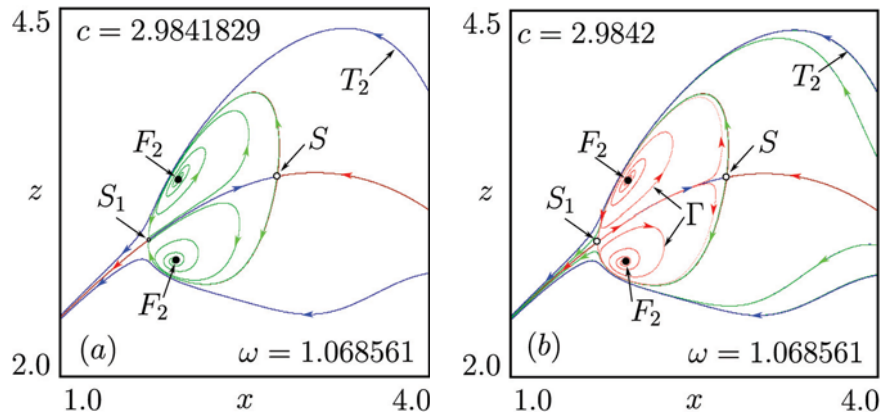 4.5
c = 2.9841829
T₂
F₂
S
z
S₁
F₂
2.0
(a)
ω = 1.068561
1.0
x
4.0
4.5
c = 2.9842
T₂
F₂
S
z
S₁
Γ
F₂
2.0
(b)
ω = 1.068561
1.0
x
4.0